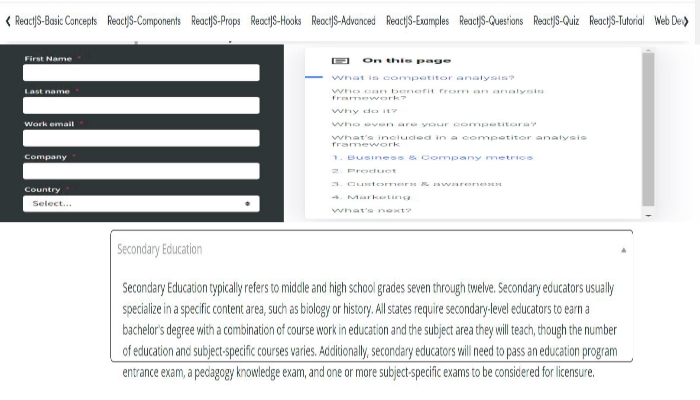 ReactJS-Basic Concepts ReactJS-Components ReactJS-Props ReactJS-Hooks ReactJS-Advanced ReactJS-Examples ReactJS-Questions ReactJS-Quiz ReactJS-Tutorial Web Dev
First Name *
Last name *
Work email *
Company *
Country *
Select...
On this page
What is competitor analysis?
Who can benefit from an analysis
framework?
Why do it?
Who even are your competitors?
What's included in a competitor analysis
framework
1. Business & Company metrics
2. Product
3. Customers & awareness
4. Marketing
What's next?
Secondary Education
Secondary Education typically refers to middle and high school grades seven through twelve. Secondary educators usually
specialize in a specific content area, such as biology or history. All states require secondary-level educators to earn a
bachelor's degree with a combination of course work in education and the subject area they will teach, though the number
of education and subject-specific courses varies. Additionally, secondary educators will need to pass an education program
entrance exam, a pedagogy knowledge exam, and one or more subject-specific exams to be considered for licensure.